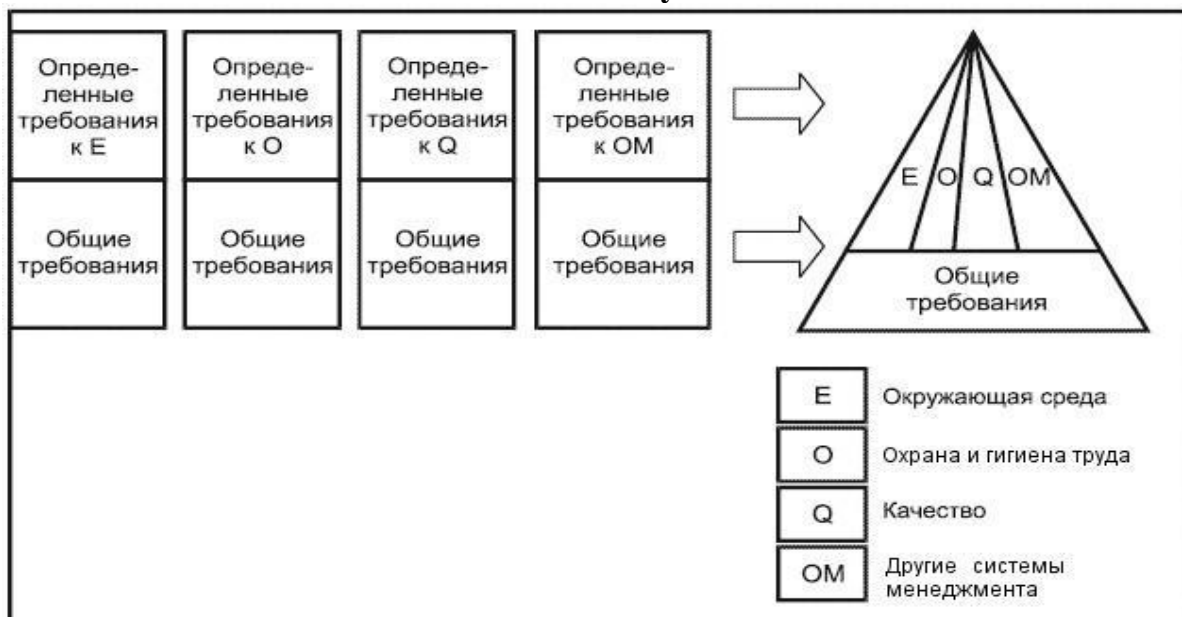 Опреде-
ленные
требования
к E
Опреде-
ленные
требования
к O
Опреде-
ленные
требования
к Q
Опреде-
ленные
требования
к OM
Общие
требования
Общие
требования
Общие
требования
Общие
требования
E O Q OM
Общие
требования
E Окружающая среда
O Охрана и гигиена труда
Q Качество
OM Другие системы
менеджмента